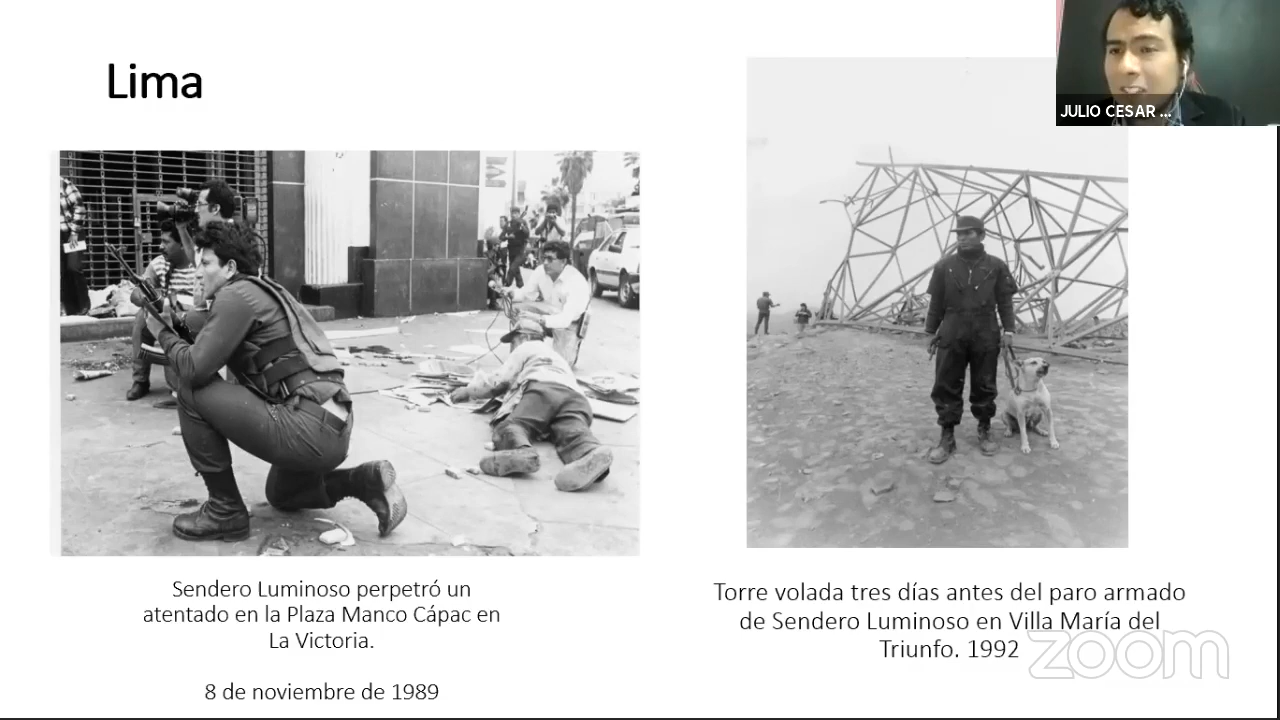 Lima
JULIO CESAR ...
Sendero Luminoso perpetró un
atentado en la Plaza Manco Cápac en
La Victoria.
8 de noviembre de 1989
Torre volada tres días antes del paro armado
de Sendero Luminoso en Villa María del
Triunfo. 1992
zoom